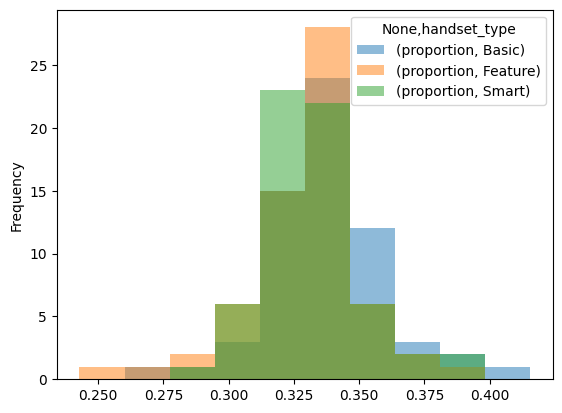 None,handset_type
(proportion, Basic)
(proportion, Feature)
(proportion, Smart)
Frequency
25
20
15
10
5
0
0.250 0.275 0.300 0.325 0.350 0.375 0.400